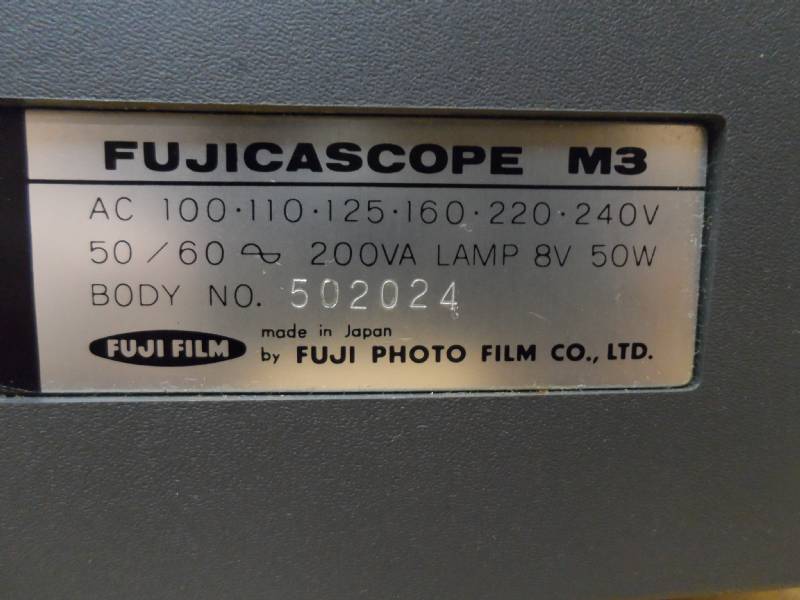 FUJICASCOPE M3
AC 100·110·125·160·220·240V
50/60 ∿ 200VA LAMP 8V 50W
BODY NO. 502024
FUJI FILM
made in Japan
by FUJI PHOTO FILM CO., LTD.